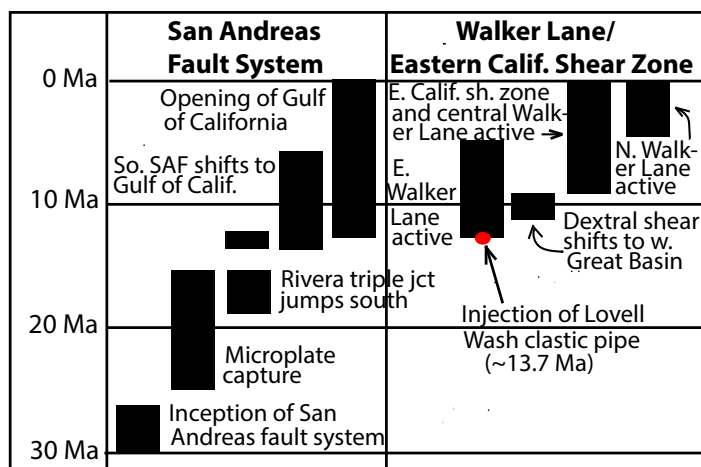 San Andreas
Fault System
Walker Lane/
Eastern Calif. Shear Zone
0 Ma
10 Ma
20 Ma
30 Ma
Opening of Gulf
of California
So. SAF shifts to
Gulf of Calif.
Rivera triple jct
jumps south
Microplate
capture
Inception of San
Andreas fault system
E. Calif. sh. zone
and central Walk-
er Lane active
E.
Walker
Lane
active
N. Walk-
er Lane
active
Dextral shear
shifts to w.
Great Basin
Injection of Lovell
Wash clastic pipe
(~13.7 Ma)